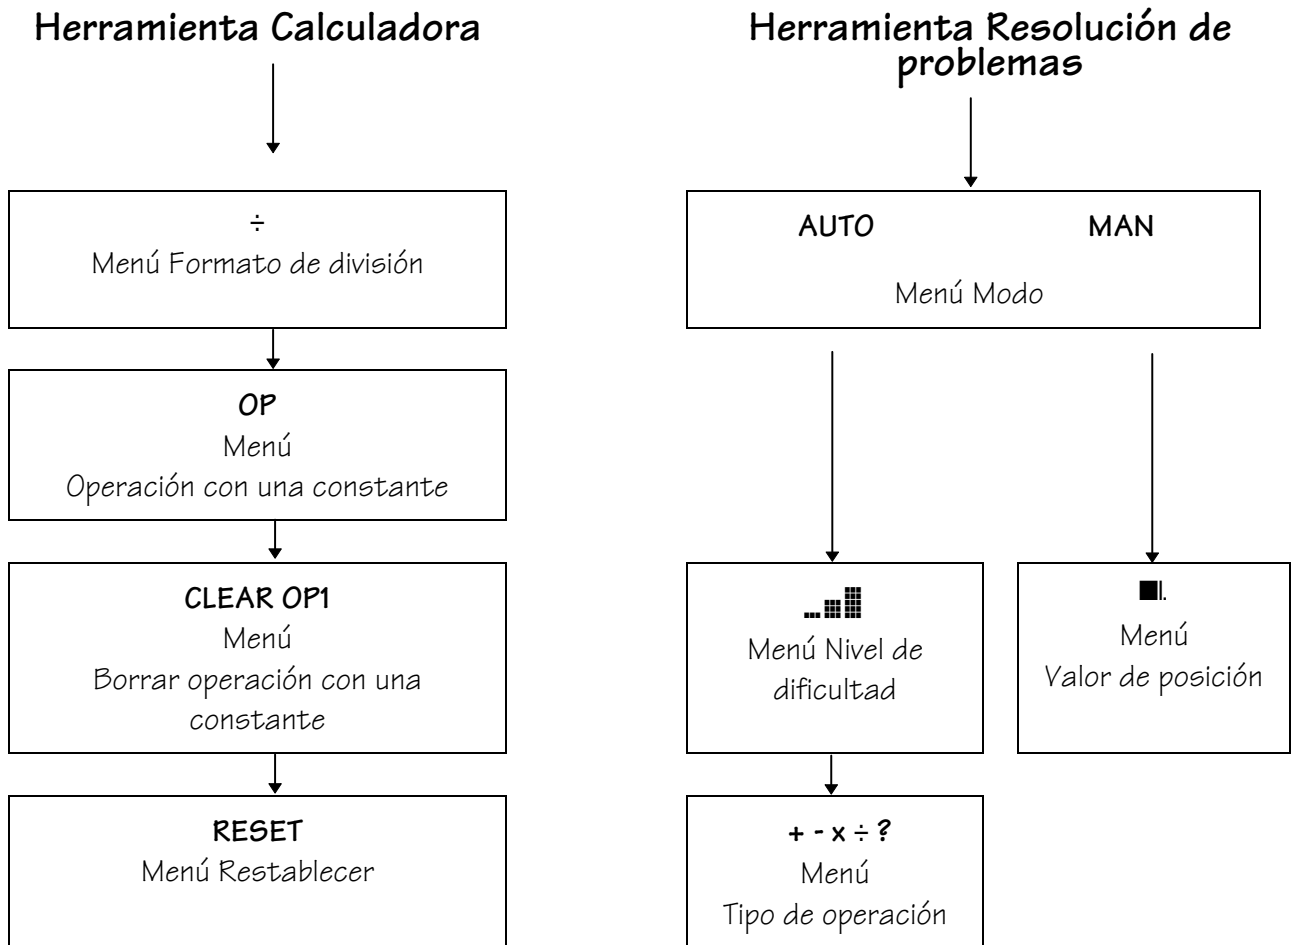 Herramienta Calculadora
÷
Menú Formato de división
OP
Menú
Operación con una constante
CLEAR OP1
Menú
Borrar operación con una
constante
RESET
Menú Restablecer
Herramienta Resolución de
problemas
AUTO MAN
Menú Modo
Menú Nivel de
dificultad
+ - x ÷ ?
Menú
Tipo de operación
Menú
Valor de posición